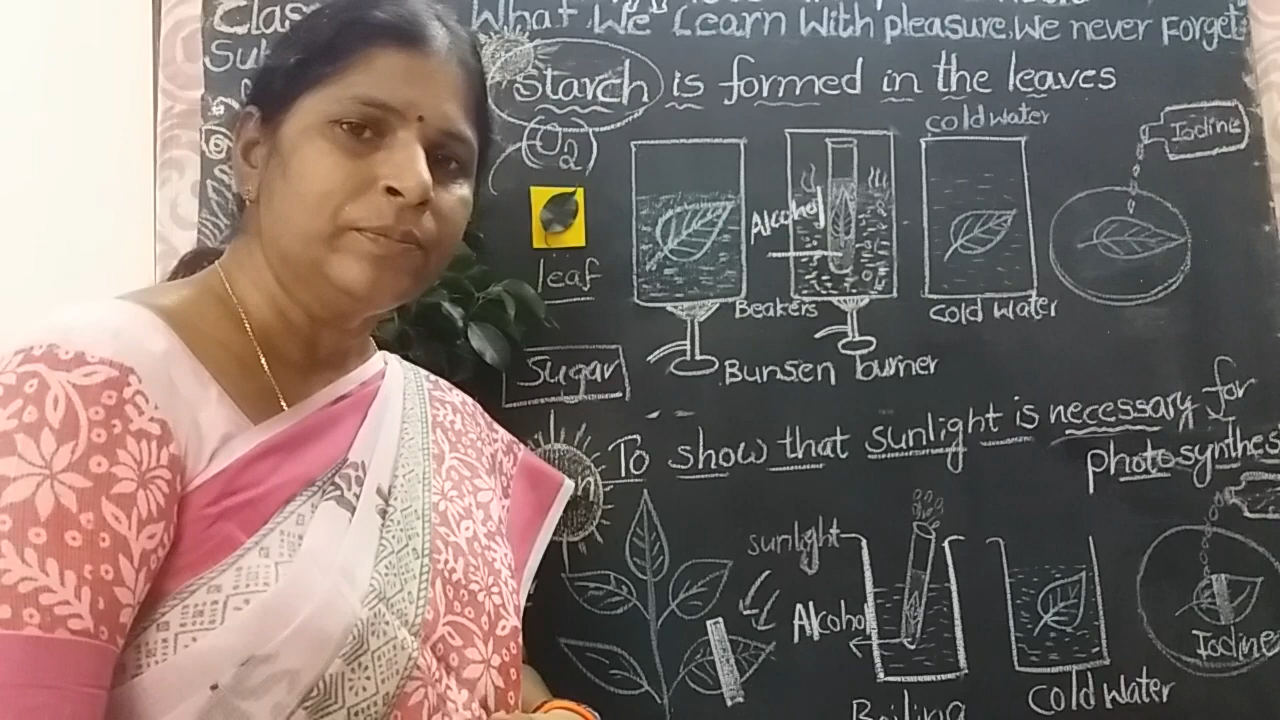 What We Learn With pleasure, We never Forget
Starch is formed in the leaves
cold water
Iodine
(O2)
Alcohol
leaf
Beakers
cold water
Sugar
Bunsen burner
To show that sunlight is necessary for
photosynthes
sunlight
Alcohol
Iodine
cold water
Boiling